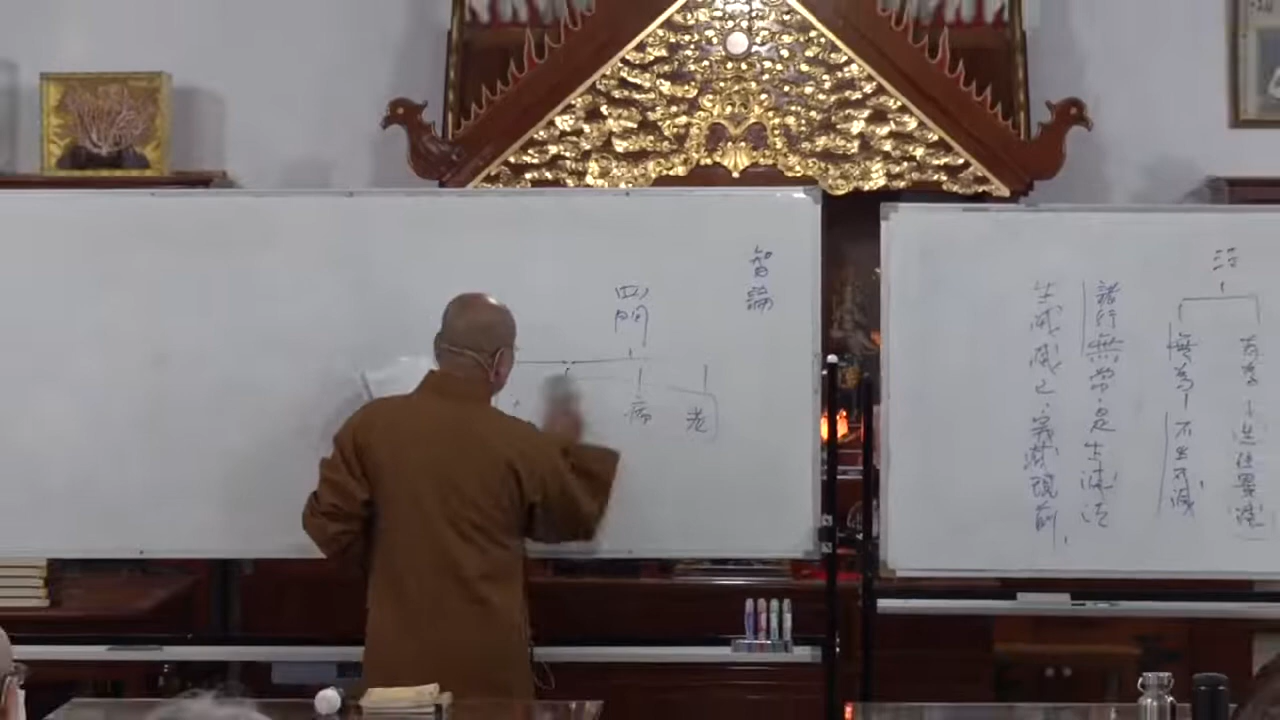 法
有為－生住異滅
無為－不生不滅
諸行無常是生滅法
生滅滅已寂滅現前
智論
四門
老
病